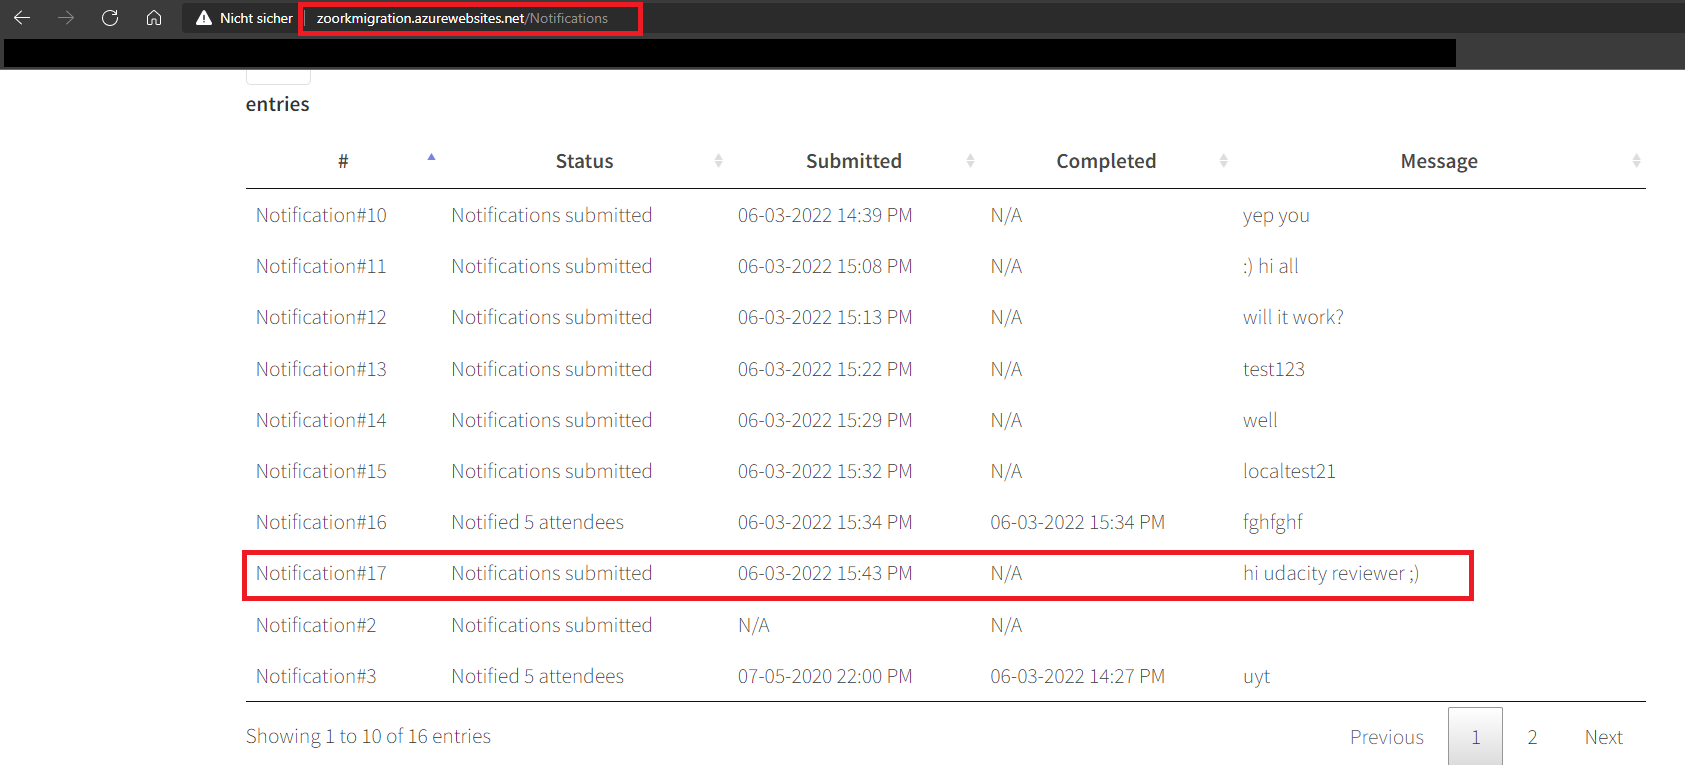 Nicht sicher zoorkmigration.azurewebsites.net/Notifications
entries
# Status Submitted Completed Message
Notification#10 Notifications submitted 06-03-2022 14:39 PM N/A yep you
Notification#11 Notifications submitted 06-03-2022 15:08 PM N/A :) hi all
Notification#12 Notifications submitted 06-03-2022 15:13 PM N/A will it work?
Notification#13 Notifications submitted 06-03-2022 15:22 PM N/A test123
Notification#14 Notifications submitted 06-03-2022 15:29 PM N/A well
Notification#15 Notifications submitted 06-03-2022 15:32 PM N/A localtest21
Notification#16 Notified 5 attendees 06-03-2022 15:34 PM 06-03-2022 15:34 PM fghfghf
Notification#17 Notifications submitted 06-03-2022 15:43 PM N/A hi udacity reviewer ;)
Notification#2 Notifications submitted N/A N/A
Notification#3 Notified 5 attendees 07-05-2020 22:00 PM 06-03-2022 14:27 PM uyt
Showing 1 to 10 of 16 entries Previous 1 2 Next